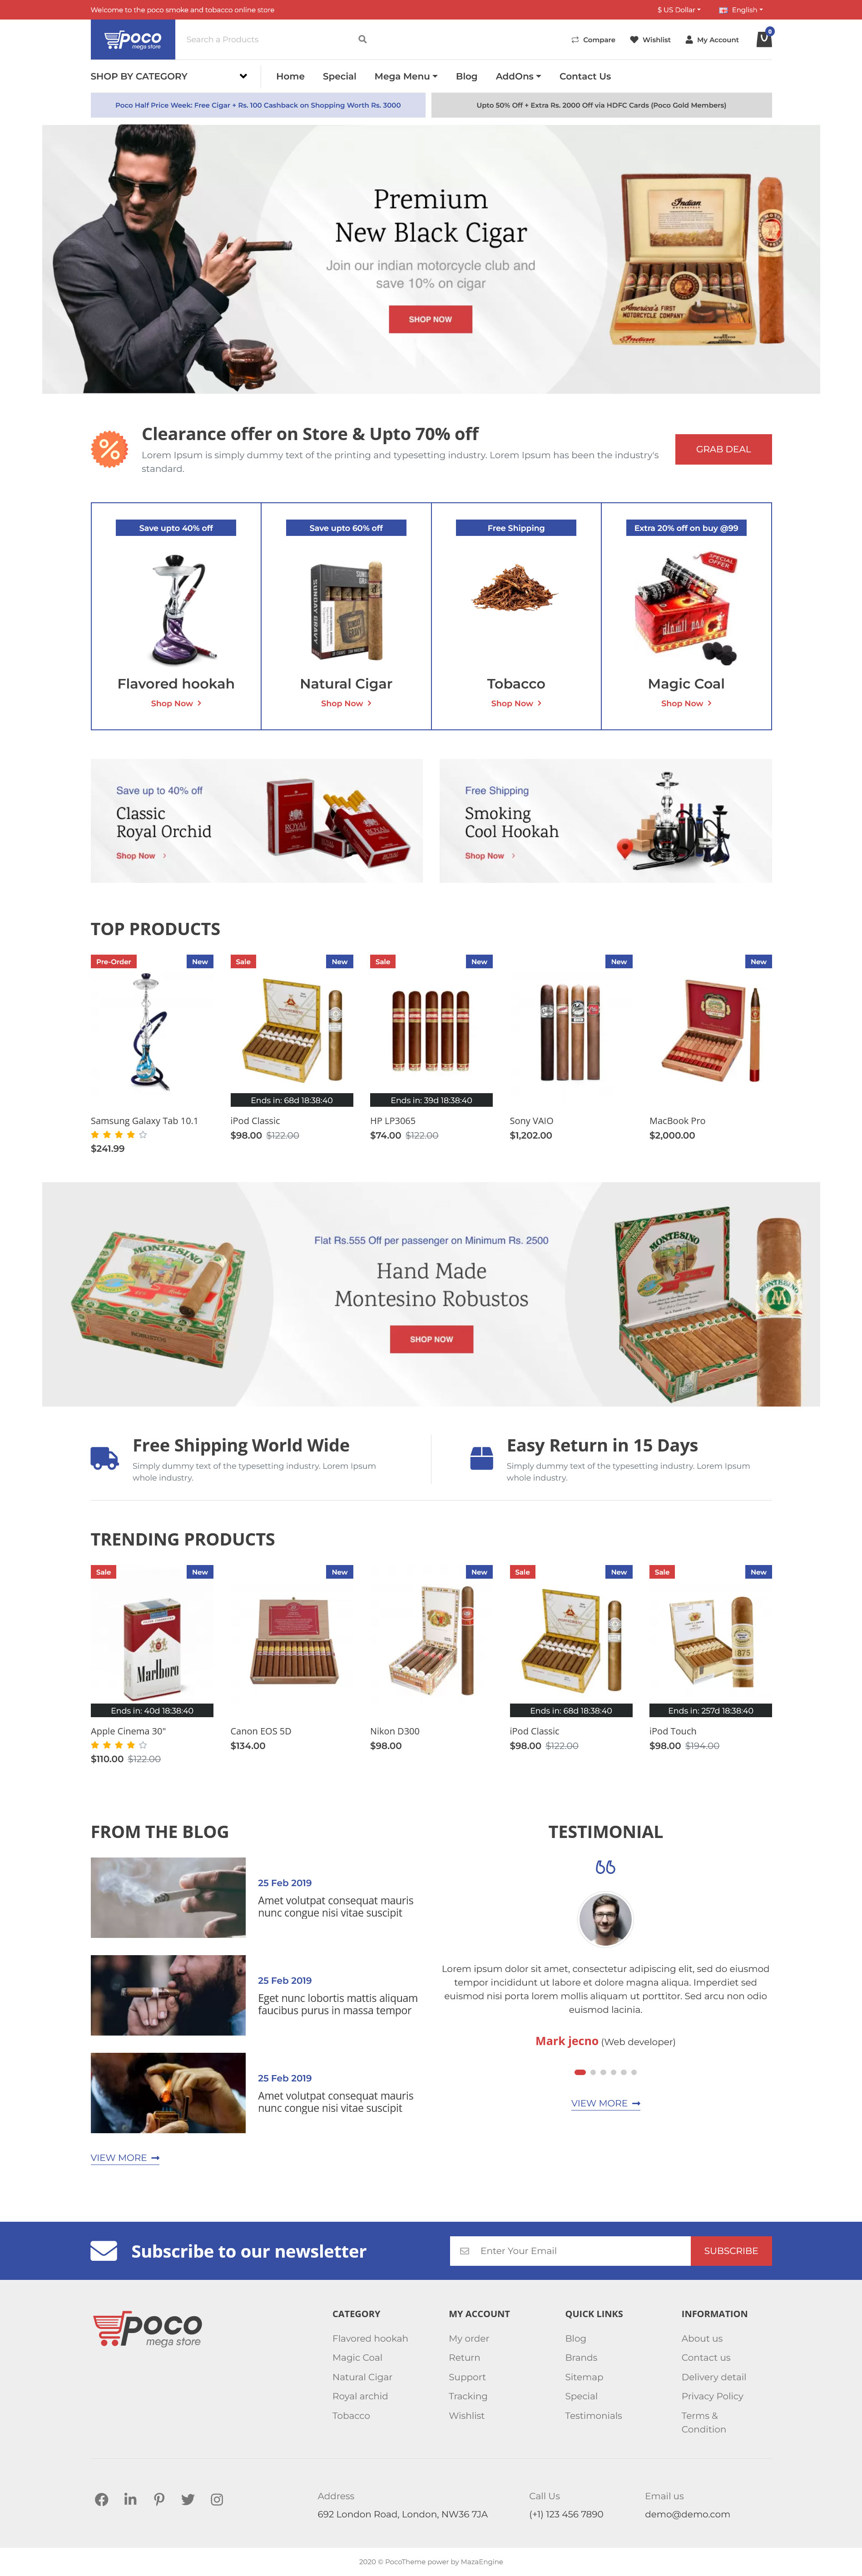 Welcome to the poco smoke and tobacco online store
$ US Dollar
English
poco
mega store
Search a Products
Compare
Wishlist
My Account
0
SHOP BY CATEGORY
Home
Special
Mega Menu
Blog
AddOns
Contact Us
Poco Half Price Week: Free Cigar + Rs. 100 Cashback on Shopping Worth Rs. 3000
Upto 50% Off + Extra Rs. 2000 Off via HDFC Cards (Poco Gold Members)
Premium
New Black Cigar
Join our indian motorcycle club and
save 10% on cigar
SHOP NOW
Indian
America's First
MOTORCYCLE COMPANY
Indian
Clearance offer on Store & Upto 70% off
Lorem Ipsum is simply dummy text of the printing and typesetting industry. Lorem Ipsum has been the industry's
standard.
GRAB DEAL
Save upto 40% off
Save upto 60% off
Free Shipping
Extra 20% off on buy @99
SUNDAY GRAVY
SPECIAL
OFFER
Flavored hookah
Natural Cigar
Tobacco
Magic Coal
Shop Now
Shop Now
Shop Now
Shop Now
Save up to 40% off
Classic
Royal Orchid
Shop Now
ROYAL
ROYAL
Free Shipping
Smoking
Cool Hookah
Shop Now
TOP PRODUCTS
Pre-Order
New
Sale
New
Sale
New
New
New
Ends in: 68d 18:38:40
Ends in: 39d 18:38:40
Samsung Galaxy Tab 10.1
iPod Classic
HP LP3065
Sony VAIO
MacBook Pro
$98.00 $122.00
$74.00 $122.00
$1,202.00
$2,000.00
$241.99
Flat Rs.555 Off per person on Minimum Rs. 2500
Hand Made
Montesino Robustos
SHOP NOW
MONTESINO
ROBUSTOS
MONTESINO
Free Shipping World Wide
Simply dummy text of the typesetting industry. Lorem Ipsum
whole industry.
Easy Return in 15 Days
Simply dummy text of the typesetting industry. Lorem Ipsum
whole industry.
TRENDING PRODUCTS
Sale
New
New
New
Sale
New
Sale
New
Marlboro
1875
Ends in: 40d 18:38:40
Ends in: 68d 18:38:40
Ends in: 257d 18:38:40
Apple Cinema 30"
Canon EOS 5D
Nikon D300
iPod Classic
iPod Touch
$134.00
$98.00
$98.00 $122.00
$98.00 $194.00
$110.00 $122.00
FROM THE BLOG
25 Feb 2019
Amet volutpat consequat mauris
nunc congue nisi vitae suscipit
25 Feb 2019
Eget nunc lobortis mattis aliquam
faucibus purus in massa tempor
25 Feb 2019
Amet volutpat consequat mauris
nunc congue nisi vitae suscipit
VIEW MORE
TESTIMONIAL
Lorem ipsum dolor sit amet, consectetur adipiscing elit, sed do eiusmod
tempor incididunt ut labore et dolore magna aliqua. Imperdiet sed
euismod nisi porta lorem mollis aliquam ut porttitor. Sed arcu non odio
euismod lacinia.
Mark jecno (Web developer)
VIEW MORE
Subscribe to our newsletter
Enter Your Email
SUBSCRIBE
poco
mega store
CATEGORY
Flavored hookah
Magic Coal
Natural Cigar
Royal archid
Tobacco
MY ACCOUNT
My order
Return
Support
Tracking
Wishlist
QUICK LINKS
Blog
Brands
Sitemap
Special
Testimonials
INFORMATION
About us
Contact us
Delivery detail
Privacy Policy
Terms &
Condition
Address
692 London Road, London, NW36 7JA
Call Us
(+1) 123 456 7890
Email us
demo@demo.com
2020 © PocoTheme power by MazaEngine